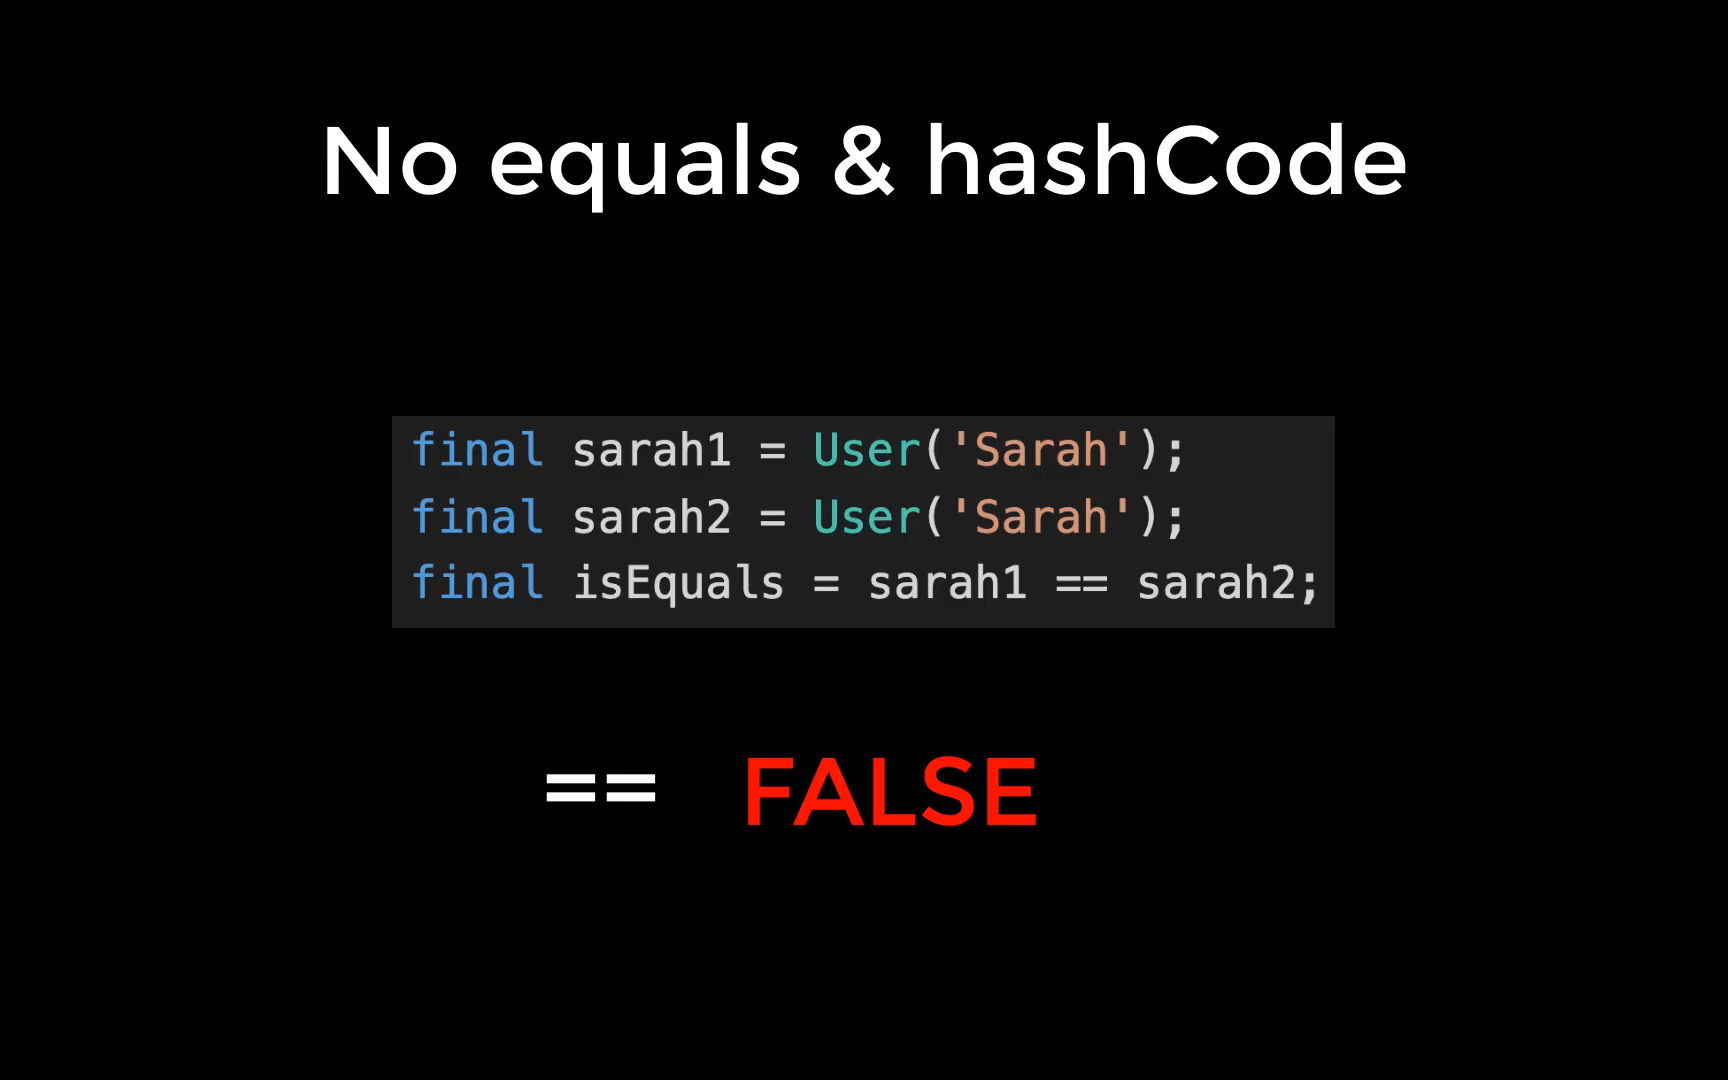 No equals & hashCode
final sarah1 = User('Sarah');
final sarah2 = User('Sarah');
final isEquals = sarah1 == sarah2;
== FALSE